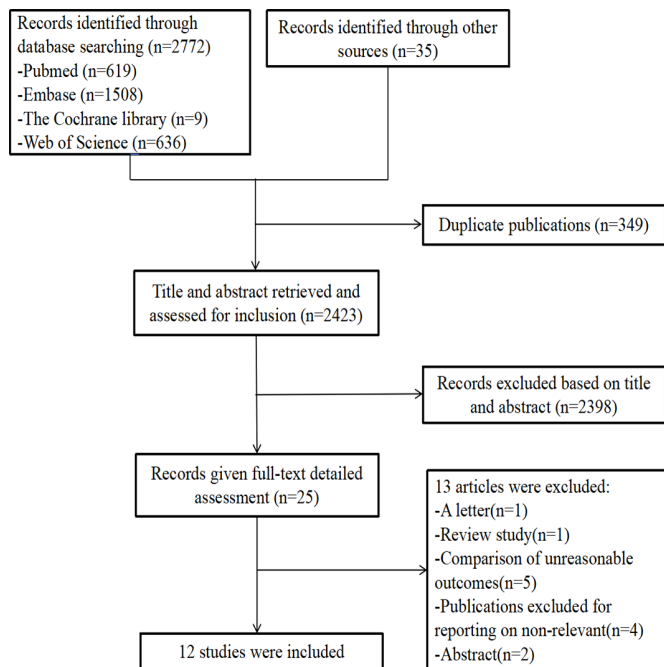 Records identified through
database searching (n=2772)
-Pubmed (n=619)
-Embase (n=1508)
-The Cochrane library (n=9)
-Web of Science (n=636)
Records identified through other
sources (n=35)
Duplicate publications (n=349)
Title and abstract retrieved and
assessed for inclusion (n=2423)
Records excluded based on title
and abstract (n=2398)
Records given full-text detailed
assessment (n=25)
13 articles were excluded:
-A letter(n=1)
-Review study(n=1)
-Comparison of unreasonable
outcomes(n=5)
-Publications excluded for
reporting on non-relevant(n=4)
-Abstract(n=2)
12 studies were included